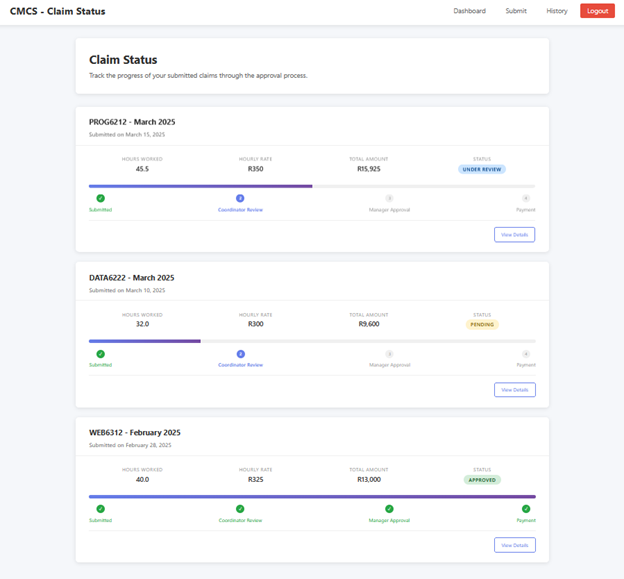 CMCS - Claim Status
Dashboard Submit History Logout
Claim Status
Track the progress of your submitted claims through the approval process.
PROG6212 - March 2025
Submitted on March 15, 2025
HOURS WORKED HOURLY RATE TOTAL AMOUNT STATUS
45.5 R350 R15,925 UNDER REVIEW
✓ 2 3 4
Submitted Coordinator Review Manager Approval Payment
View Details
DATA6222 - March 2025
Submitted on March 10, 2025
HOURS WORKED HOURLY RATE TOTAL AMOUNT STATUS
32.0 R300 R9,600 PENDING
✓ 2 3 4
Submitted Coordinator Review Manager Approval Payment
View Details
WEB6312 - February 2025
Submitted on February 28, 2025
HOURS WORKED HOURLY RATE TOTAL AMOUNT STATUS
40.0 R325 R13,000 APPROVED
✓ ✓ ✓ ✓
Submitted Coordinator Review Manager Approval Payment
View Details